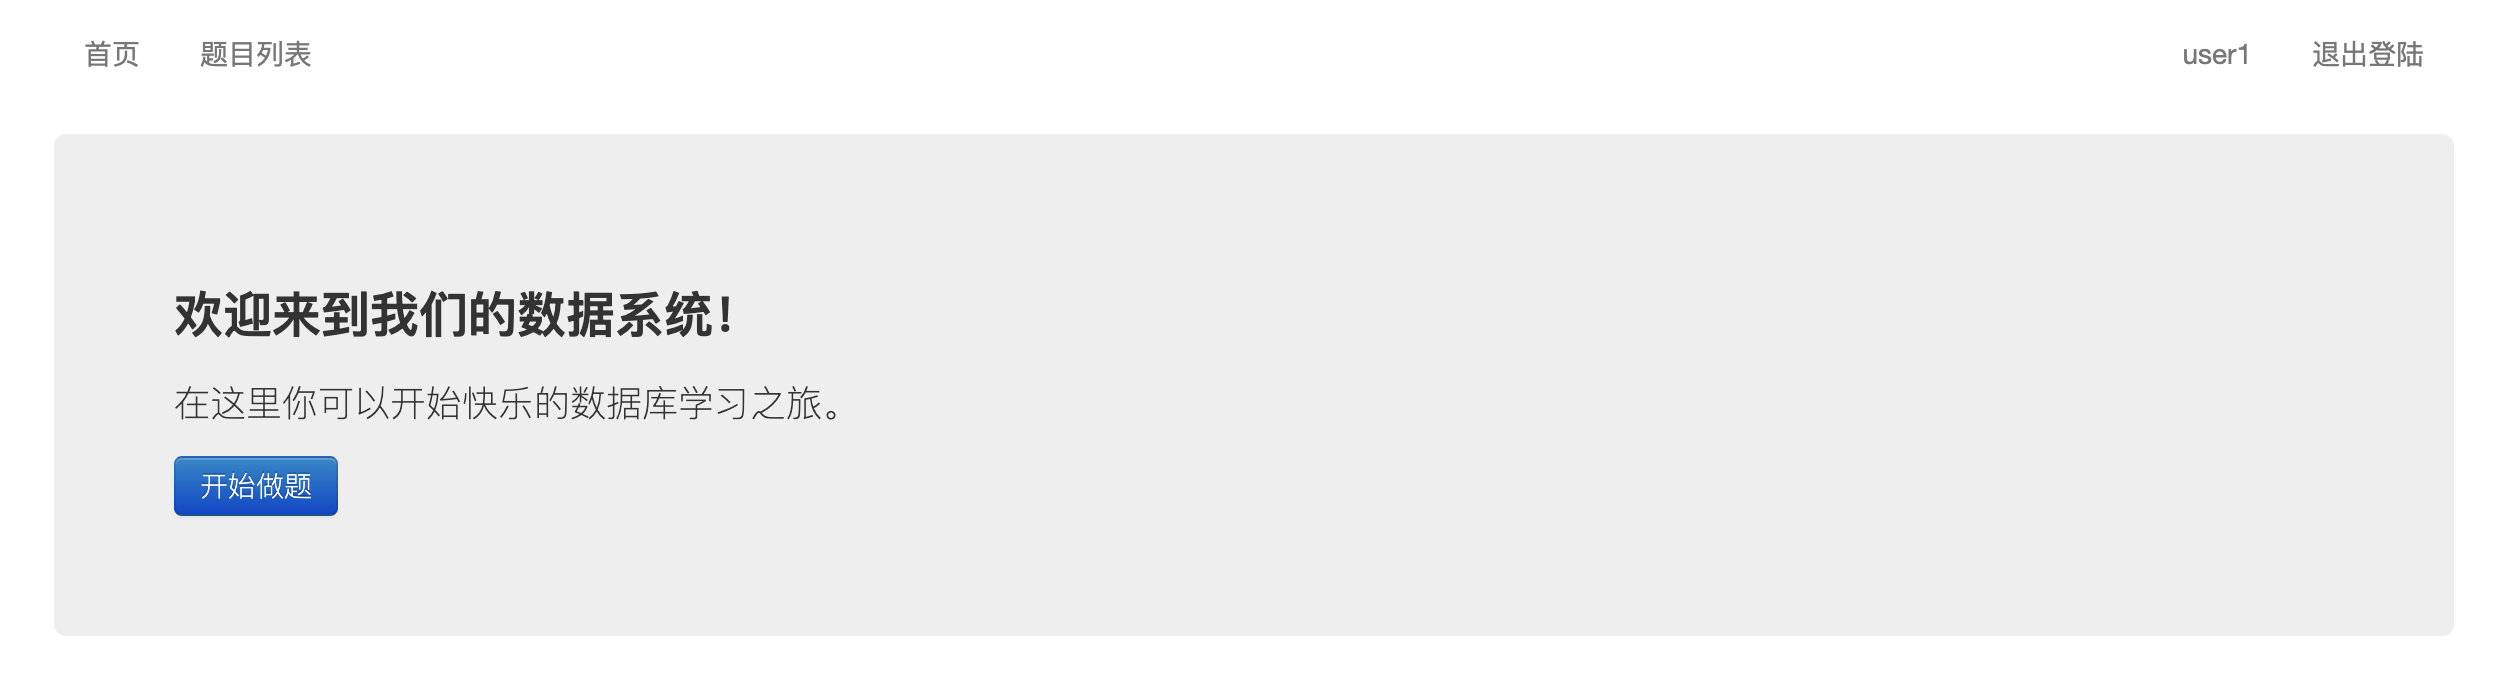 首页 题目列表 user1 退出登陆
欢迎来到我们的数据库系统!
在这里你可以开始快乐的数据库学习之旅。
开始做题